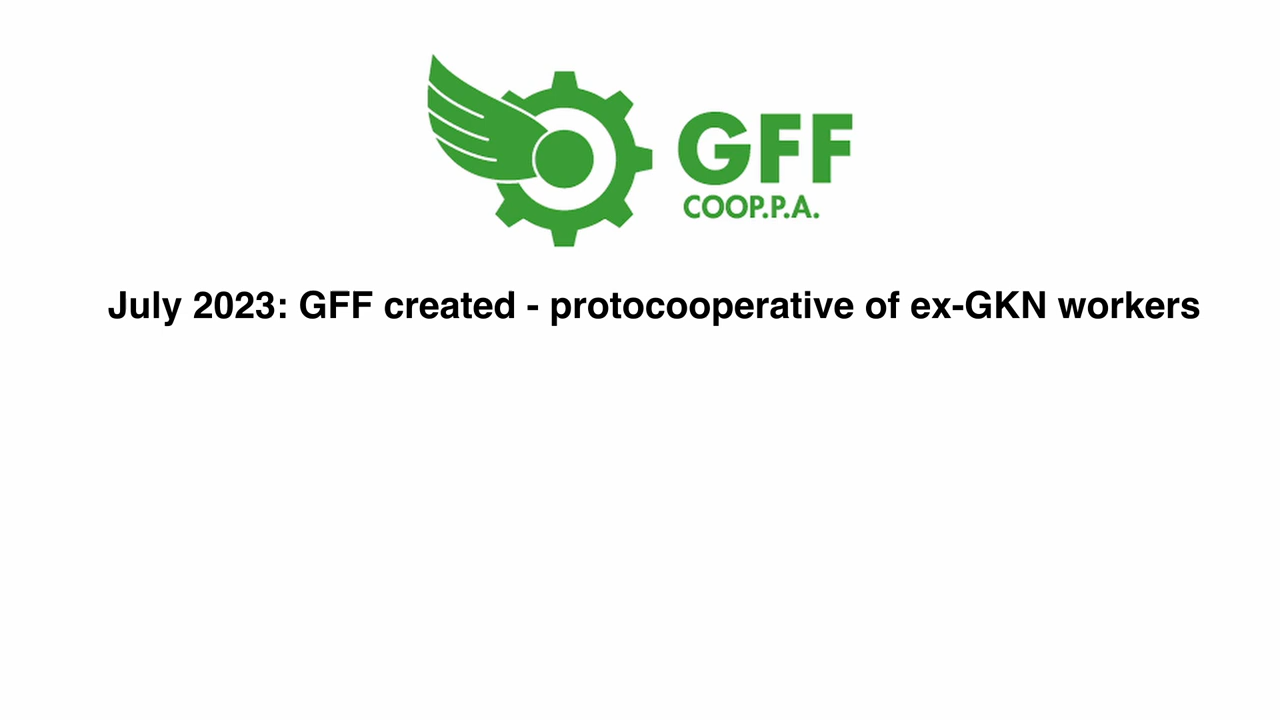 GFF
COOP.P.A.
July 2023: GFF created - protocooperative of ex-GKN workers